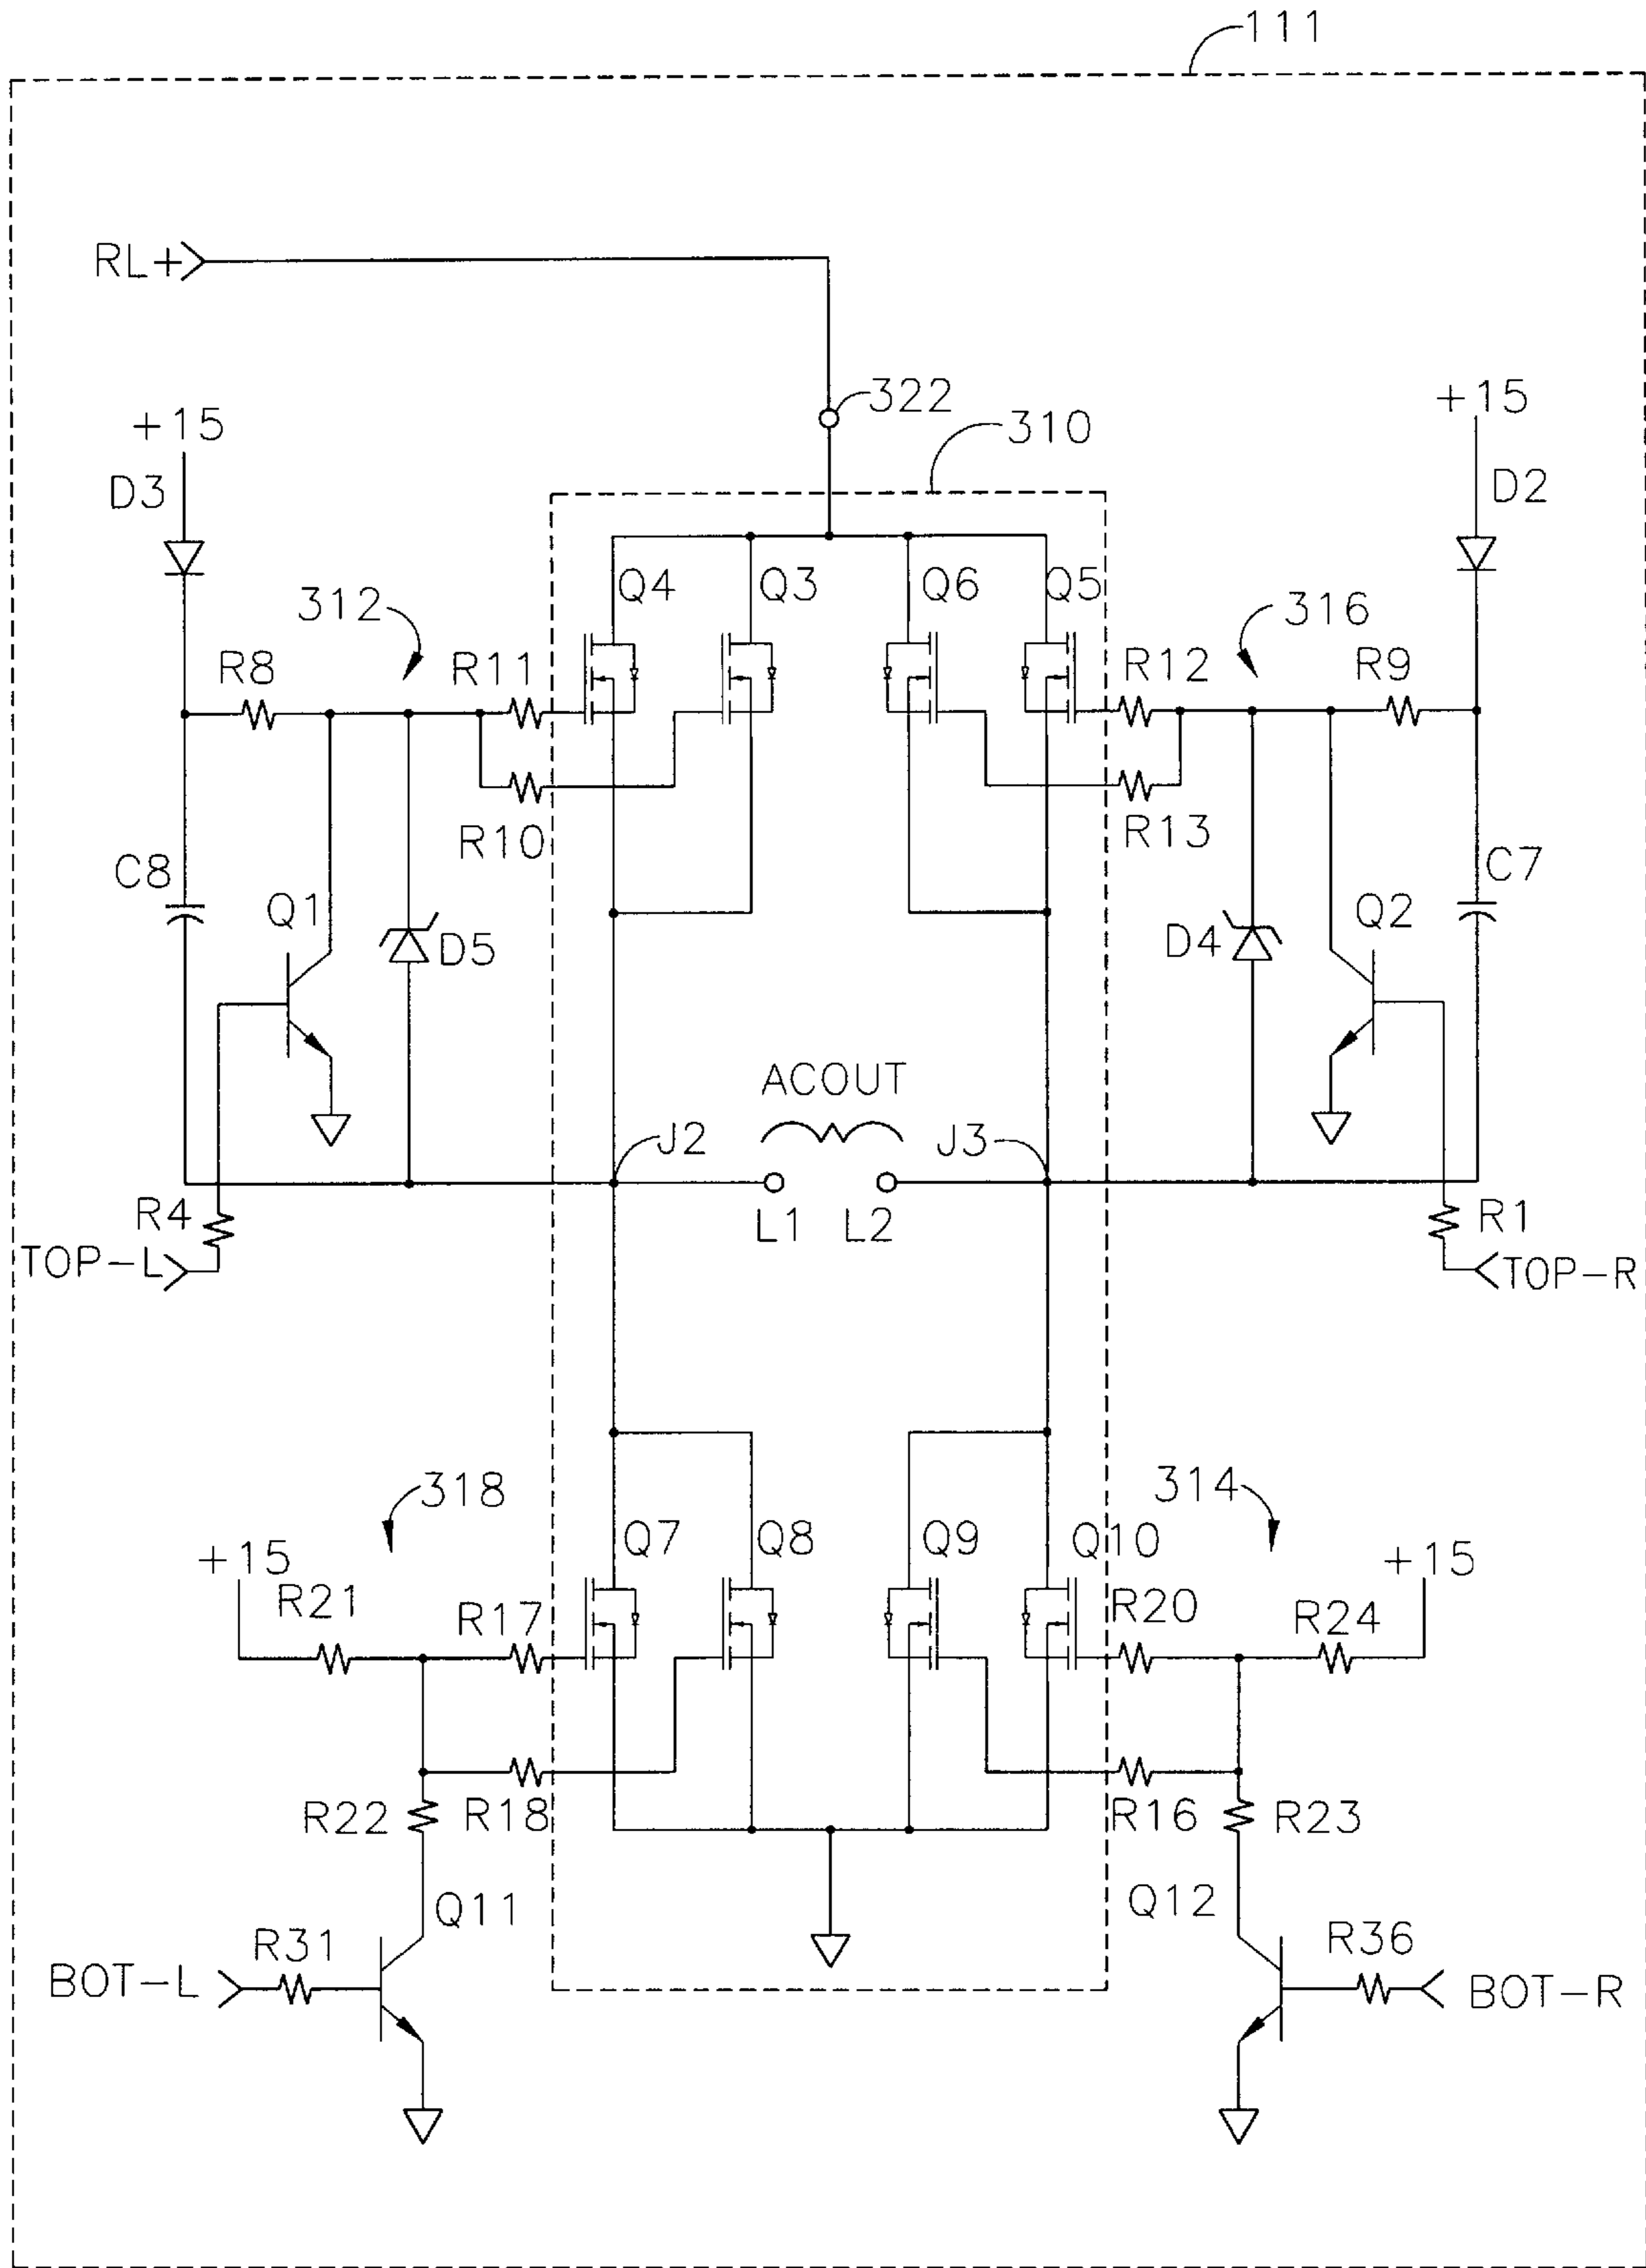 111
RL+
322
310
+15
+15
D3
D2
Q4
Q3
Q6
Q5
312
316
R8
R11
R12
R9
R10
R13
C8
C7
Q1
Q2
D5
D4
ACOUT
J2
J3
R4
L1
L2
R1
TOP-L
TOP-R
318
314
Q7
Q8
Q9
Q10
+15
+15
R21
R17
R20
R24
R22
R18
R16
R23
Q11
Q12
R31
R36
BOT-L
BOT-R